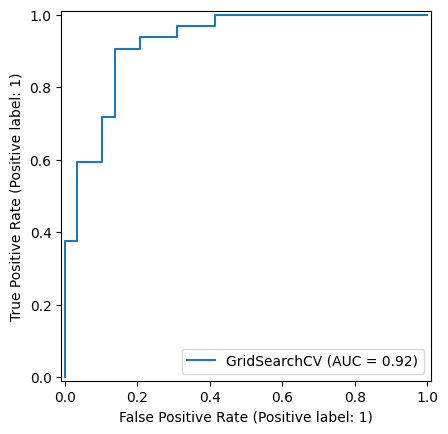 True Positive Rate (Positive label: 1)
1.0
0.8
0.6
0.4
0.2
0.0
GridSearchCV (AUC = 0.92)
0.0 0.2 0.4 0.6 0.8 1.0
False Positive Rate (Positive label: 1)